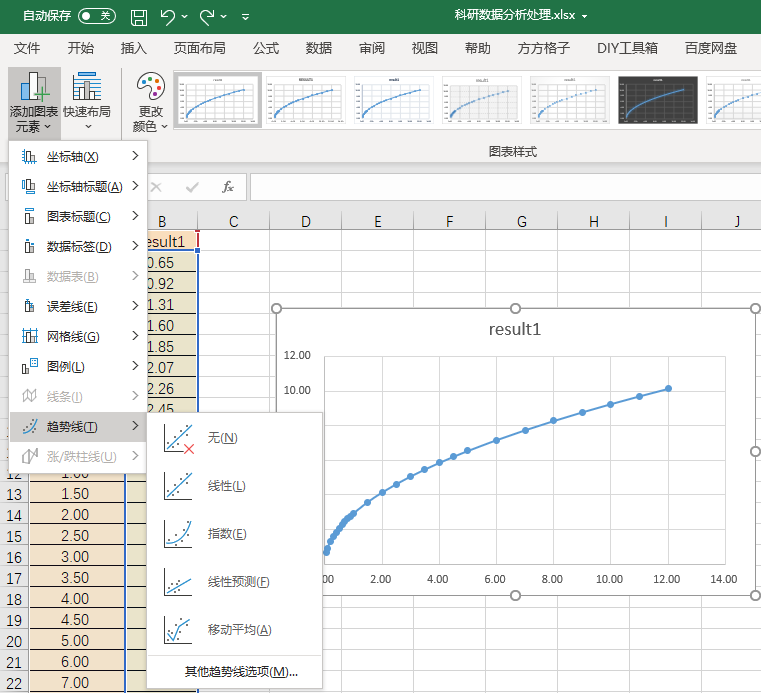 自动保存 关 科研数据分析处理.xlsx
文件 开始 插入 页面布局 公式 数据 审阅 视图 帮助 方方格子 DIY工具箱 百度网盘
添加图表元素 快速布局 更改颜色
图表样式
坐标轴(X)
坐标轴标题(A)
图表标题(C)
数据标签(D)
数据表(B)
误差线(E)
网格线(G)
图例(L)
线条(I)
趋势线(T)
涨/跌柱线(U)
无(N)
线性(L)
指数(E)
线性预测(F)
移动平均(A)
其他趋势线选项(M)...
fx
B C D E F G H I J
esult1
0.65
0.92
1.31
1.60
1.85
2.07
2.26
2.45
12 1.00
13 1.50
14 2.00
15 2.50
16 3.00
17 3.50
18 4.00
19 4.50
20 5.00
21 6.00
22 7.00
result1
12.00
10.00
00 2.00 4.00 6.00 8.00 10.00 12.00 14.00